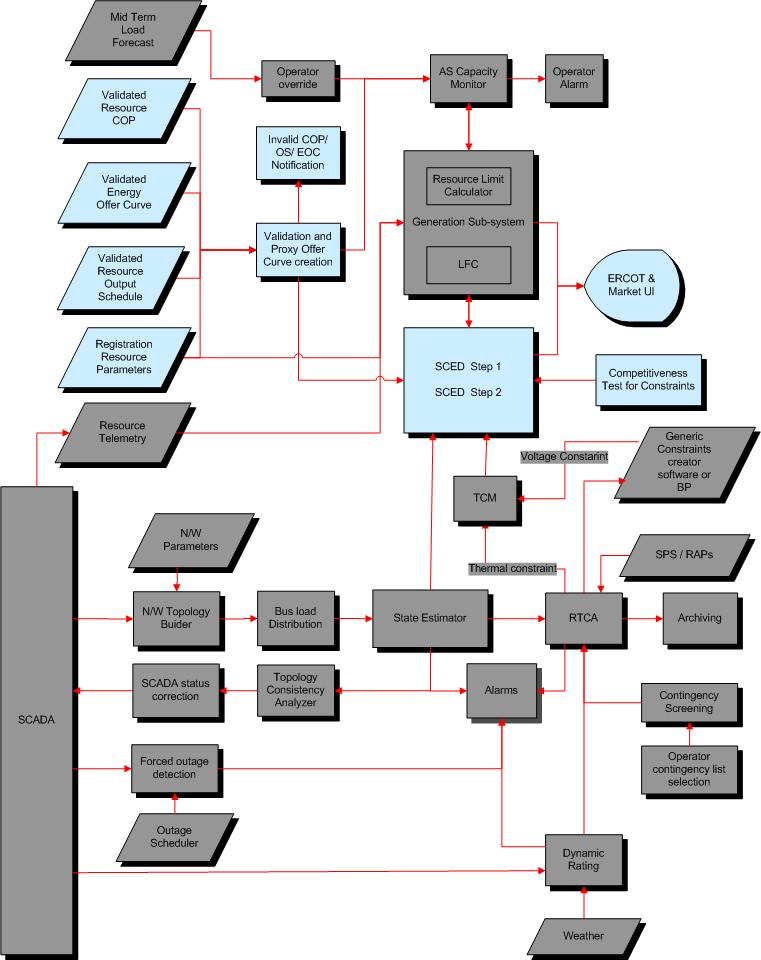 Mid Term
Load
Forecast
Operator
override
AS Capacity
Monitor
Operator
Alarm
Validated
Resource
COP
Invalid COP/
OS/ EOC
Notification
Resource Limit
Calculator
Validated
Energy
Offer Curve
Generation Sub-system
Validation and
Proxy Offer
Curve creation
LFC
Validated
Resource
Output
Schedule
ERCOT &
Market UI
Registration
Resource
Parameters
SCED Step 1
SCED Step 2
Competitiveness
Test for Constraints
Resource
Telemetry
Voltage Constarint
Generic
Constraints
creator
software or
BP
TCM
N/W
Parameters
SPS / RAPs
Thermal constraint
N/W Topology
Buider
Bus load
Distribution
State Estimator
RTCA
Archiving
SCADA status
correction
Topology
Consistency
Analyzer
Alarms
Contingency
Screening
SCADA
Forced outage
detection
Operator
contingency list
selection
Outage
Scheduler
Dynamic
Rating
Weather